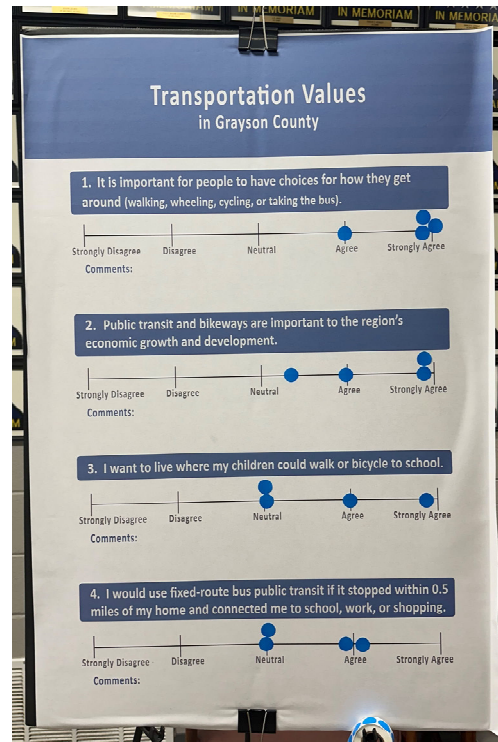 IN MEMORIAM
IN MEMORIAM
IN MEMORIA
Transportation Values
in Grayson County
1. It is important for people to have choices for how they get
around (walking, wheeling, cycling, or taking the bus).
Strongly Disagree Disagree Neutral Agree Strongly Agree
Comments:
2. Public transit and bikeways are important to the region's
economic growth and development.
Strongly Disagree Disagree Neutral Agree Strongly Agree
Comments:
3. I want to live where my children could walk or bicycle to school.
Strongly Disagree Disagree Neutral Agree Strongly Agree
Comments:
4. I would use fixed-route bus public transit if it stopped within 0.5
miles of my home and connected me to school, work, or shopping.
Strongly Disagree Disagree Neutral Agree Strongly Agree
Comments: